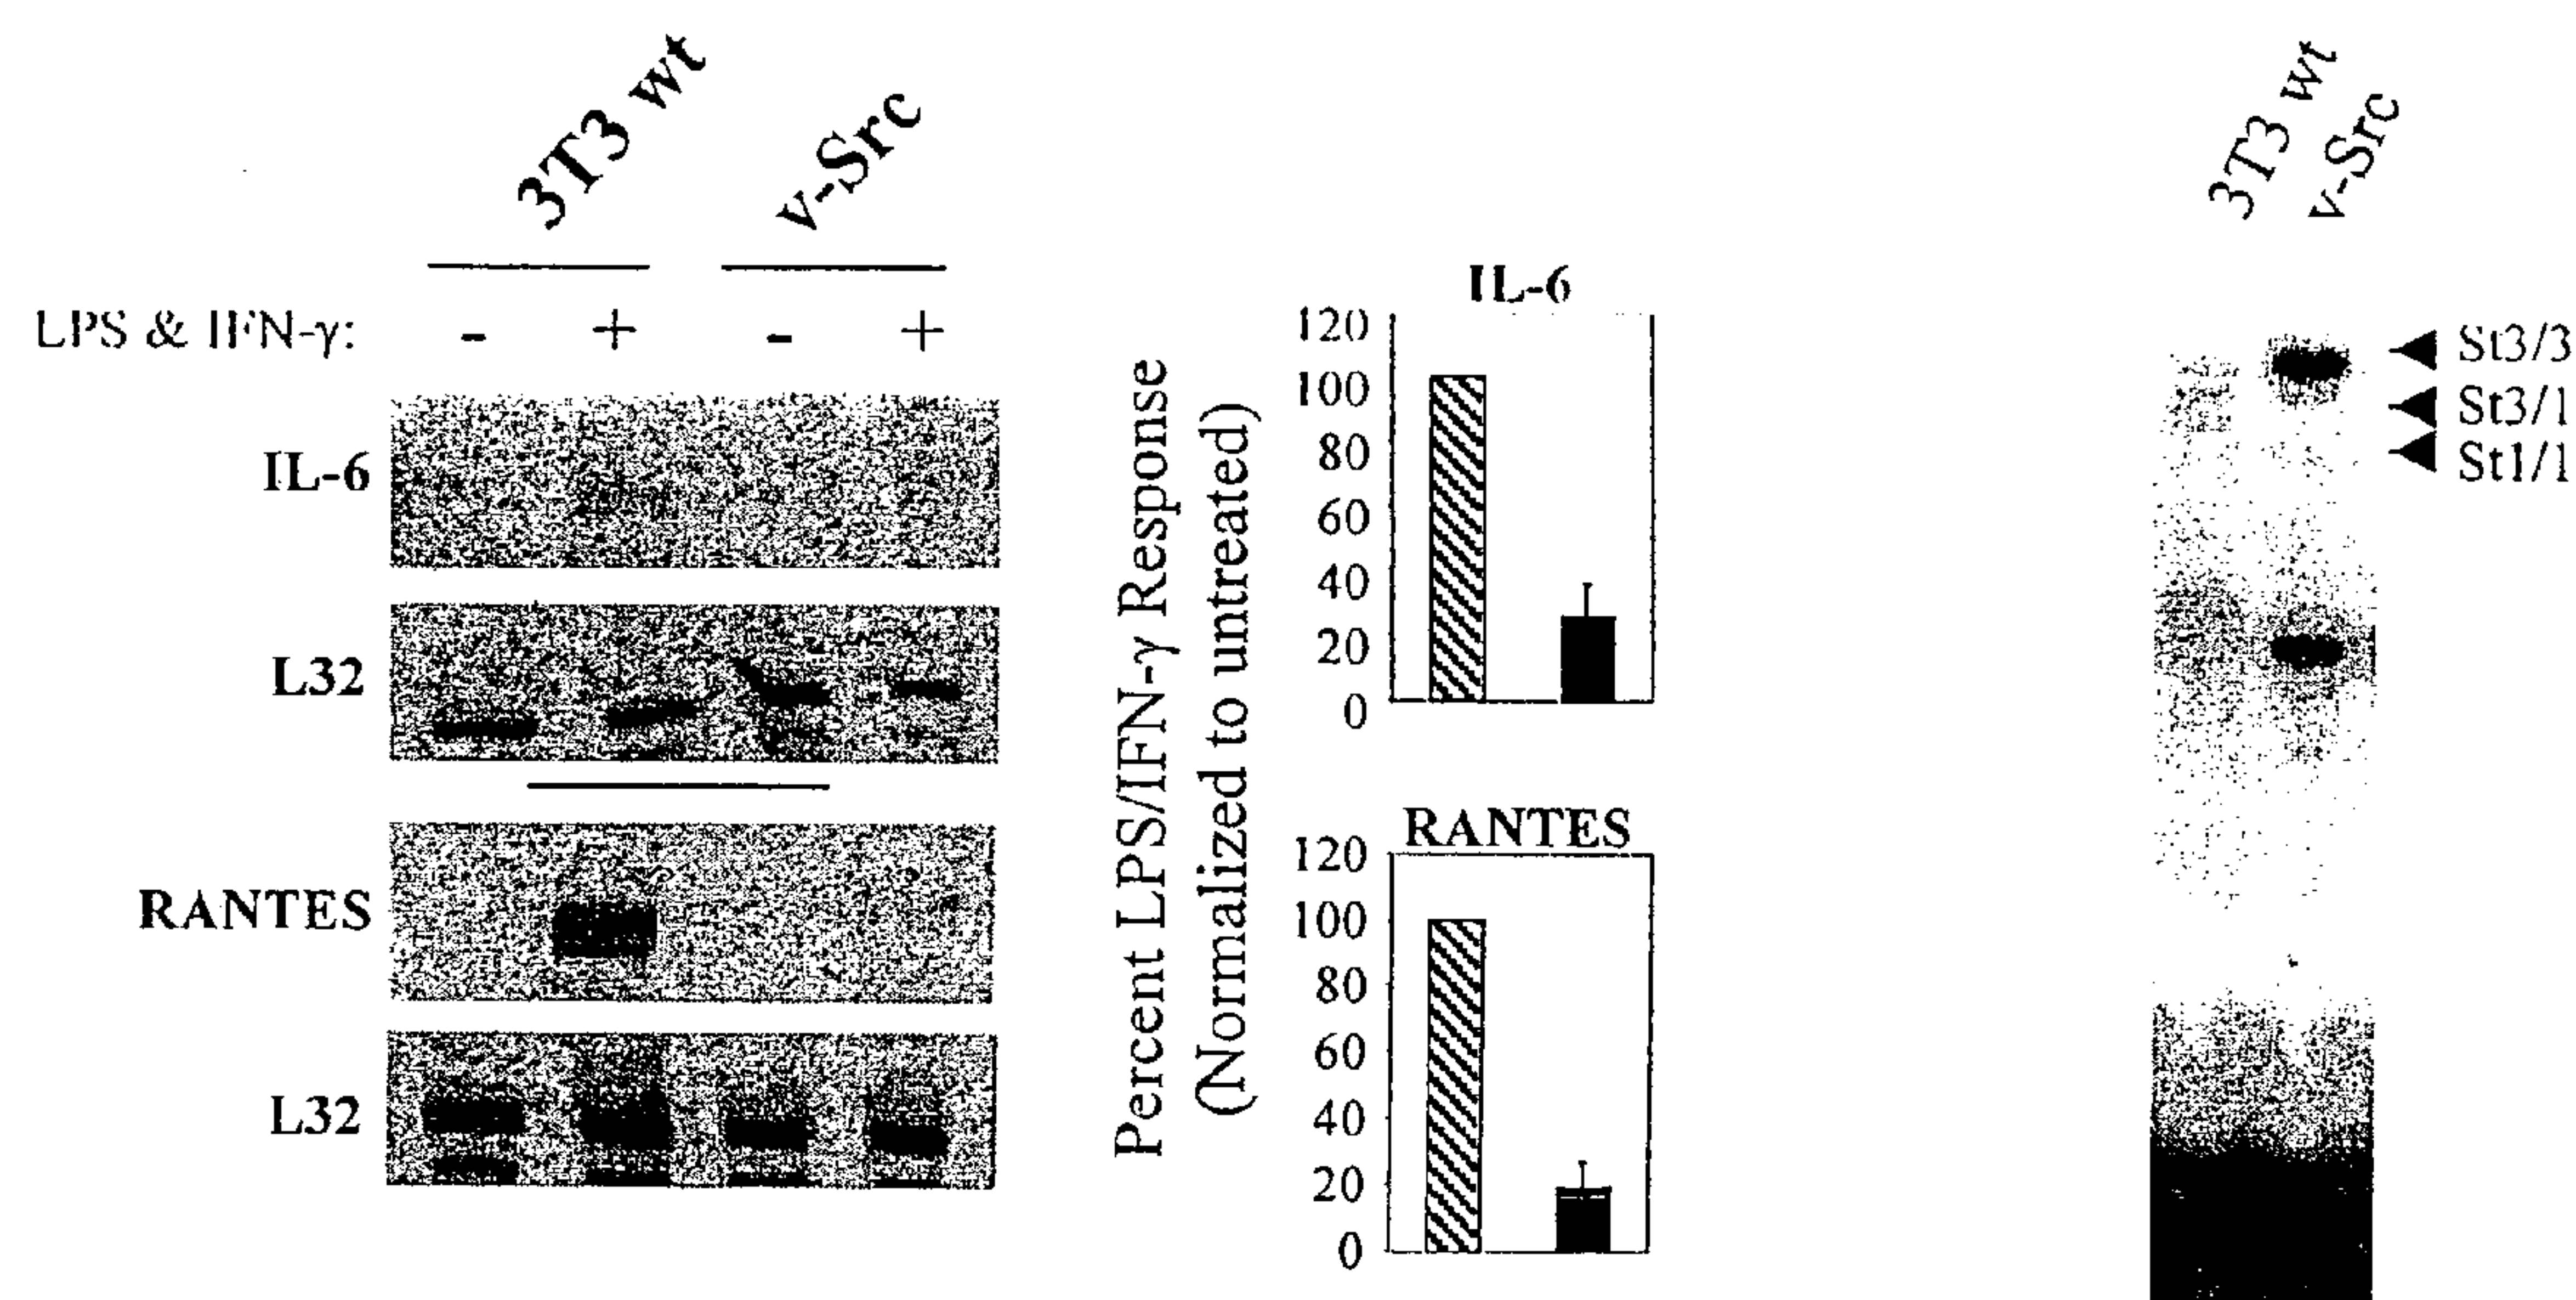 3T3 wt
v-Src
LPS & IFN-γ:
- + - +
IL-6
L32
RANTES
L32
Percent LPS/IFN-γ Response
(Normalized to untreated)
IL-6
120
100
80
60
40
20
0
RANTES
120
100
80
60
40
20
0
3T3 wt
v-Src
St3/3
St3/1
St1/1